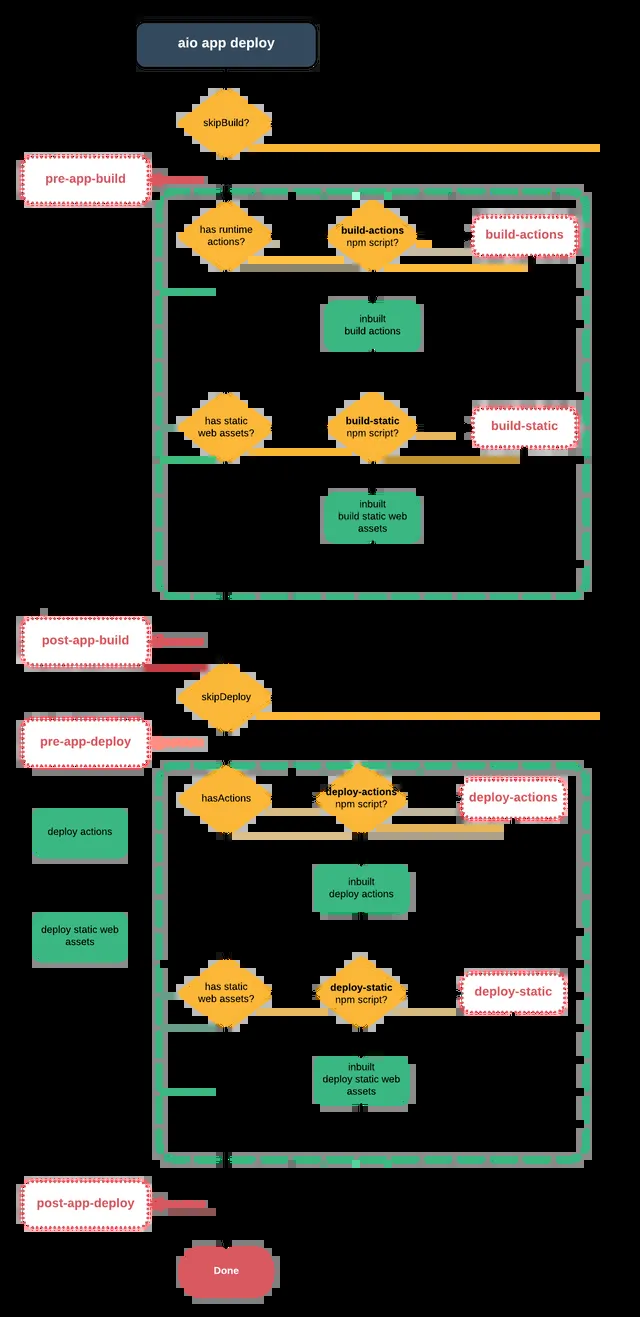 aio app deploy
skipBuild?
pre-app-build
has runtime
actions?
build-actions
npm script?
build-actions
inbuilt
build actions
has static
web assets?
build-static
npm script?
build-static
inbuilt
build static web
assets
post-app-build
skipDeploy
pre-app-deploy
hasActions
deploy-actions
npm script?
deploy-actions
deploy actions
inbuilt
deploy actions
deploy static web
assets
has static
web assets?
deploy-static
npm script?
deploy-static
inbuilt
deploy static web
assets
post-app-deploy
Done